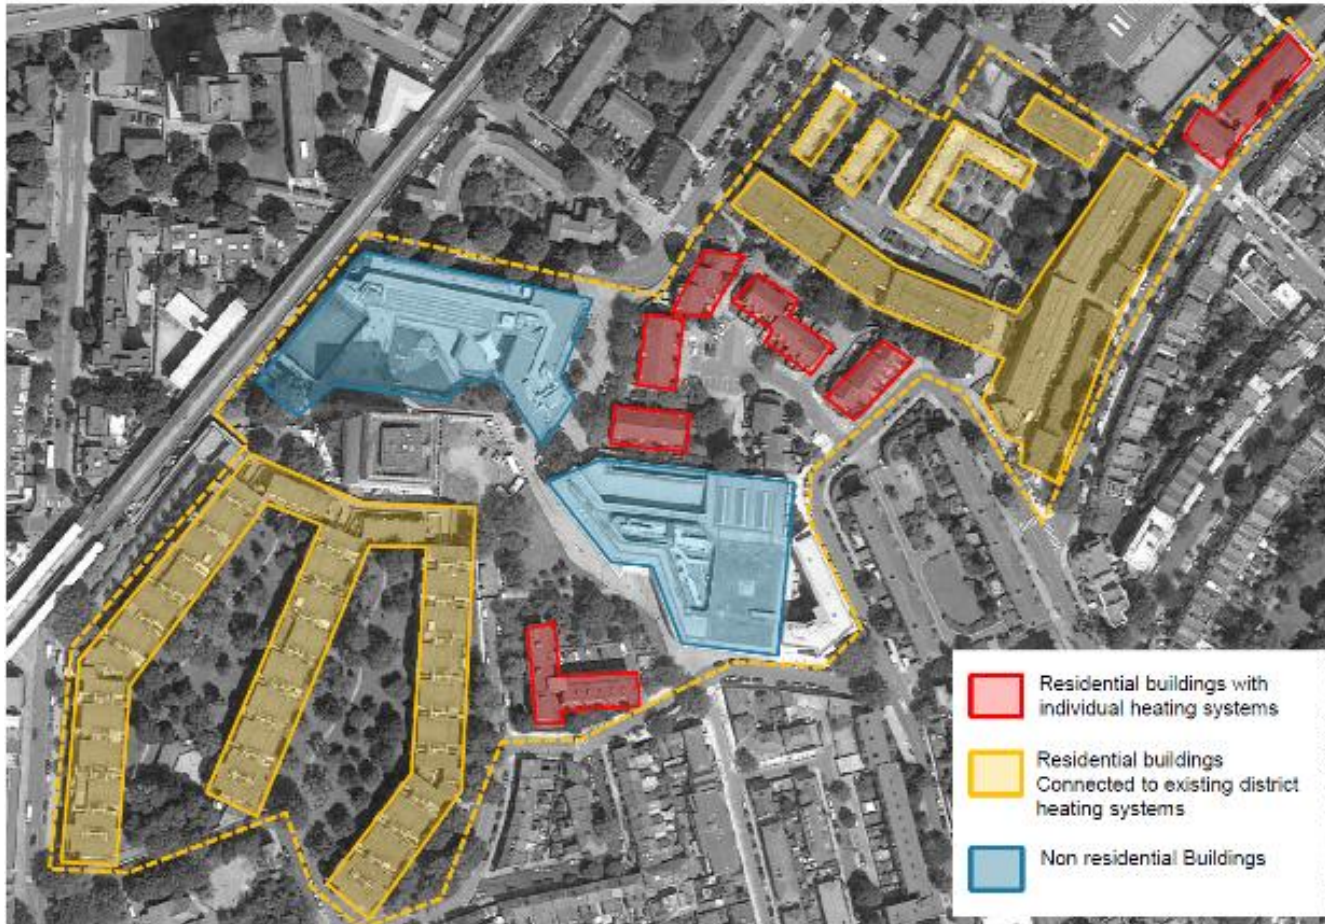 Residential buildings with
individual heating systems
Residential buildings
Connected to existing district
heating systems
Non residential Buildings